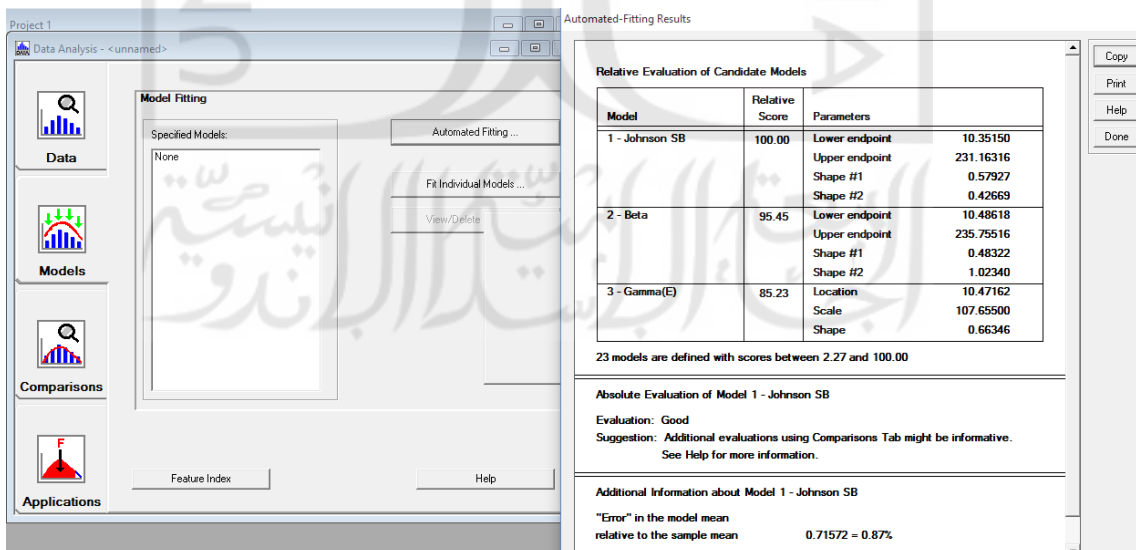 Project 1
Data Analysis - <unnamed>
DATA
Data
Models
Comparisons
F
Applications
Model Fitting
Specified Models:
None
Automated Fitting ...
Fit Individual Models ...
View/Delete
Feature Index
Help
Automated-Fitting Results
Relative Evaluation of Candidate Models
Model Relative Score Parameters
1 - Johnson SB 100.00 Lower endpoint 10.35150
Upper endpoint 231.16316
Shape #1 0.57927
Shape #2 0.42669
2 - Beta 95.45 Lower endpoint 10.48618
Upper endpoint 235.75516
Shape #1 0.48322
Shape #2 1.02340
3 - Gamma(E) 85.23 Location 10.47162
Scale 107.65500
Shape 0.66346
23 models are defined with scores between 2.27 and 100.00
Absolute Evaluation of Model 1 - Johnson SB
Evaluation: Good
Suggestion: Additional evaluations using Comparisons Tab might be informative.
See Help for more information.
Additional Information about Model 1 - Johnson SB
"Error" in the model mean
relative to the sample mean 0.71572 = 0.87%
Copy
Print
Help
Done